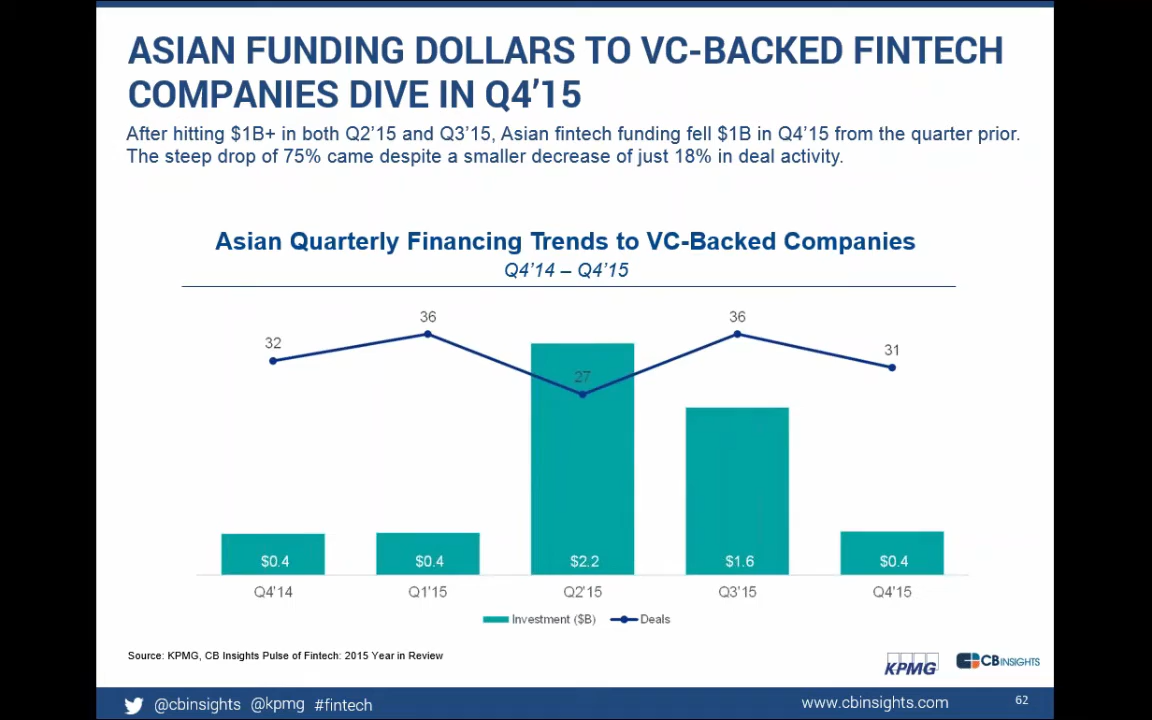 ASIAN FUNDING DOLLARS TO VC-BACKED FINTECH
COMPANIES DIVE IN Q4’15
After hitting $1B+ in both Q2’15 and Q3’15, Asian fintech funding fell $1B in Q4’15 from the quarter prior.
The steep drop of 75% came despite a smaller decrease of just 18% in deal activity.
Asian Quarterly Financing Trends to VC-Backed Companies
Q4’14 – Q4’15
32
36
27
36
31
$0.4
$0.4
$2.2
$1.6
$0.4
Q4'14
Q1'15
Q2'15
Q3'15
Q4'15
Investment ($B)
Deals
Source: KPMG, CB Insights Pulse of Fintech: 2015 Year in Review
KPMG
CBINSIGHTS
@cbinsights @kpmg #fintech
www.cbinsights.com
62